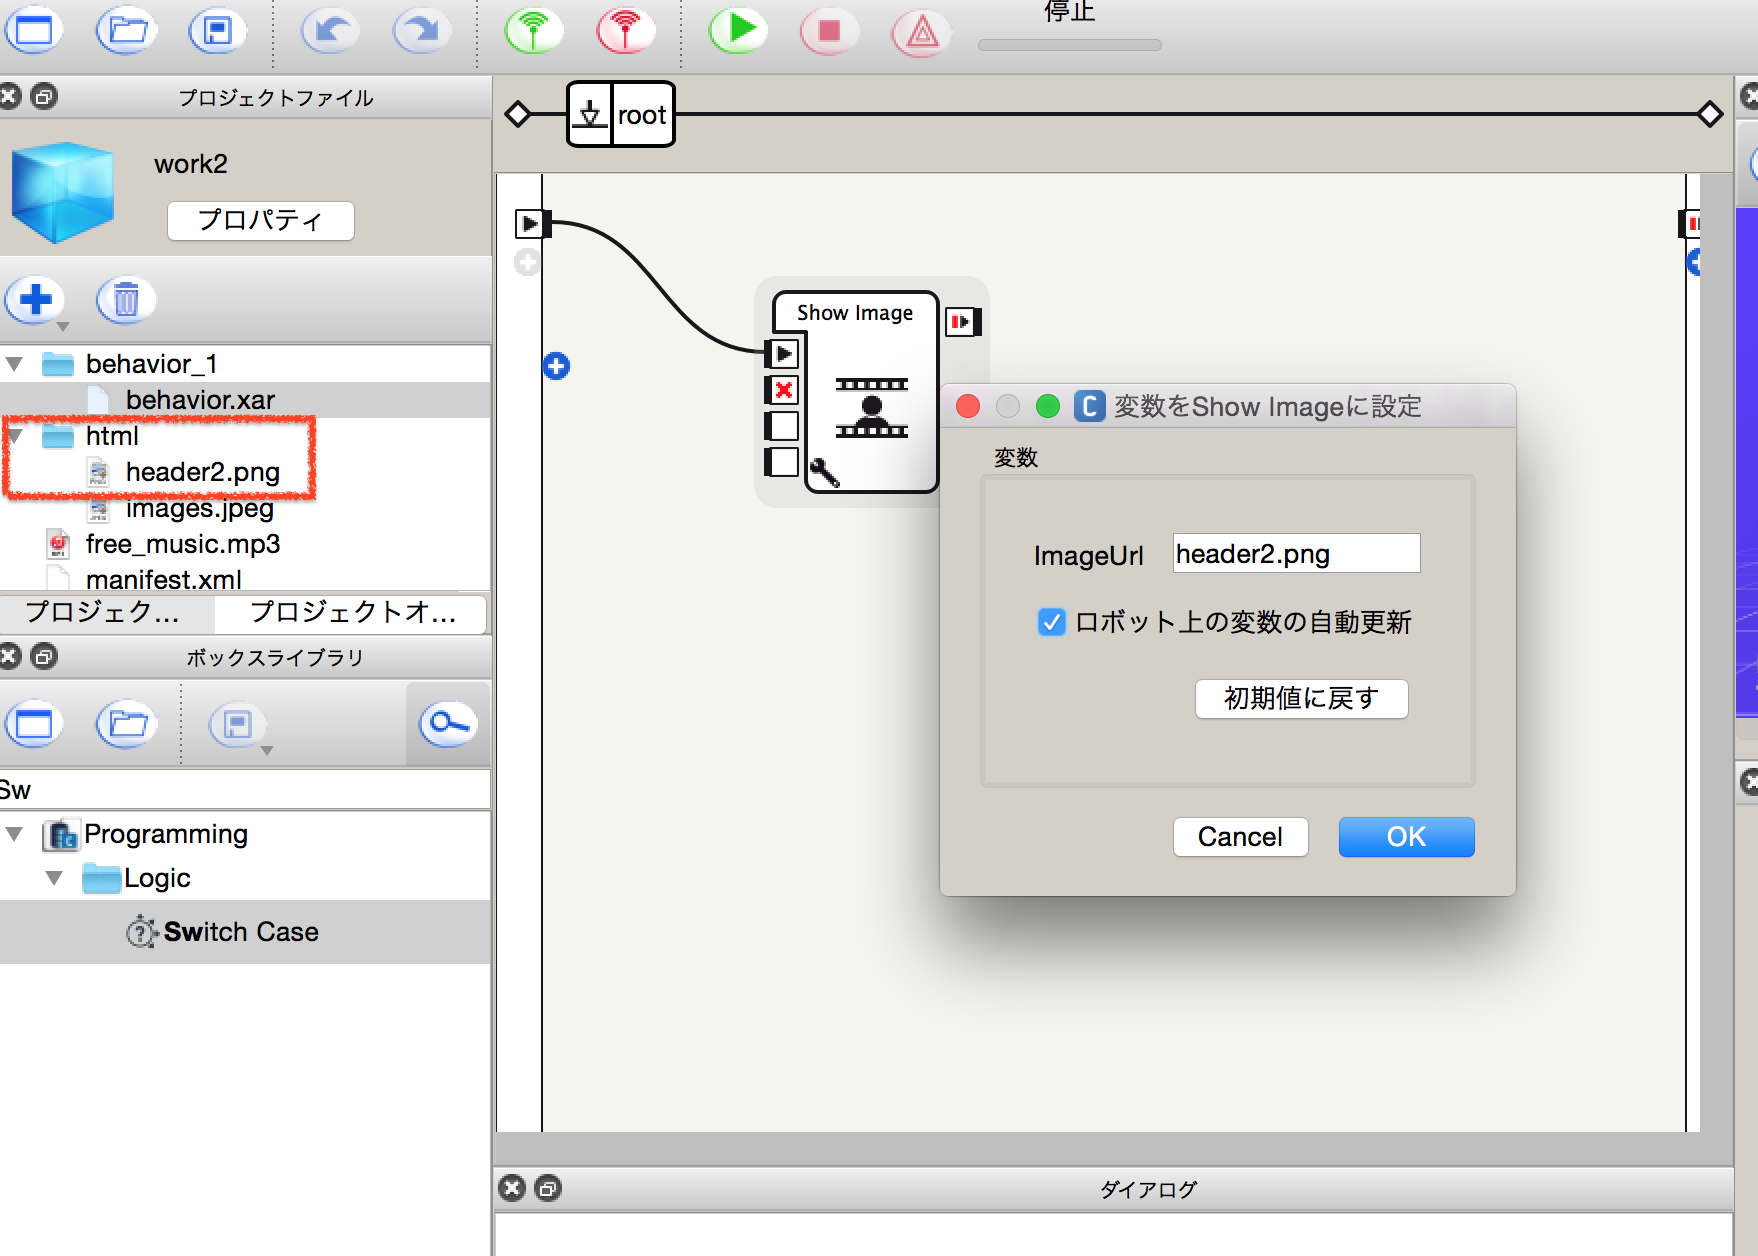 停止
プロジェクトファイル
work2
プロパティ
behavior_1
behavior.xar
html
header2.png
images.jpeg
free_music.mp3
manifest.xml
プロジェク...
プロジェクトオ...
ボックスライブラリ
Sw
Programming
Logic
Switch Case
root
Show Image
変数をShow Imageに設定
変数
ImageUrl
header2.png
ロボット上の変数の自動更新
初期値に戻す
Cancel
OK
ダイアログ